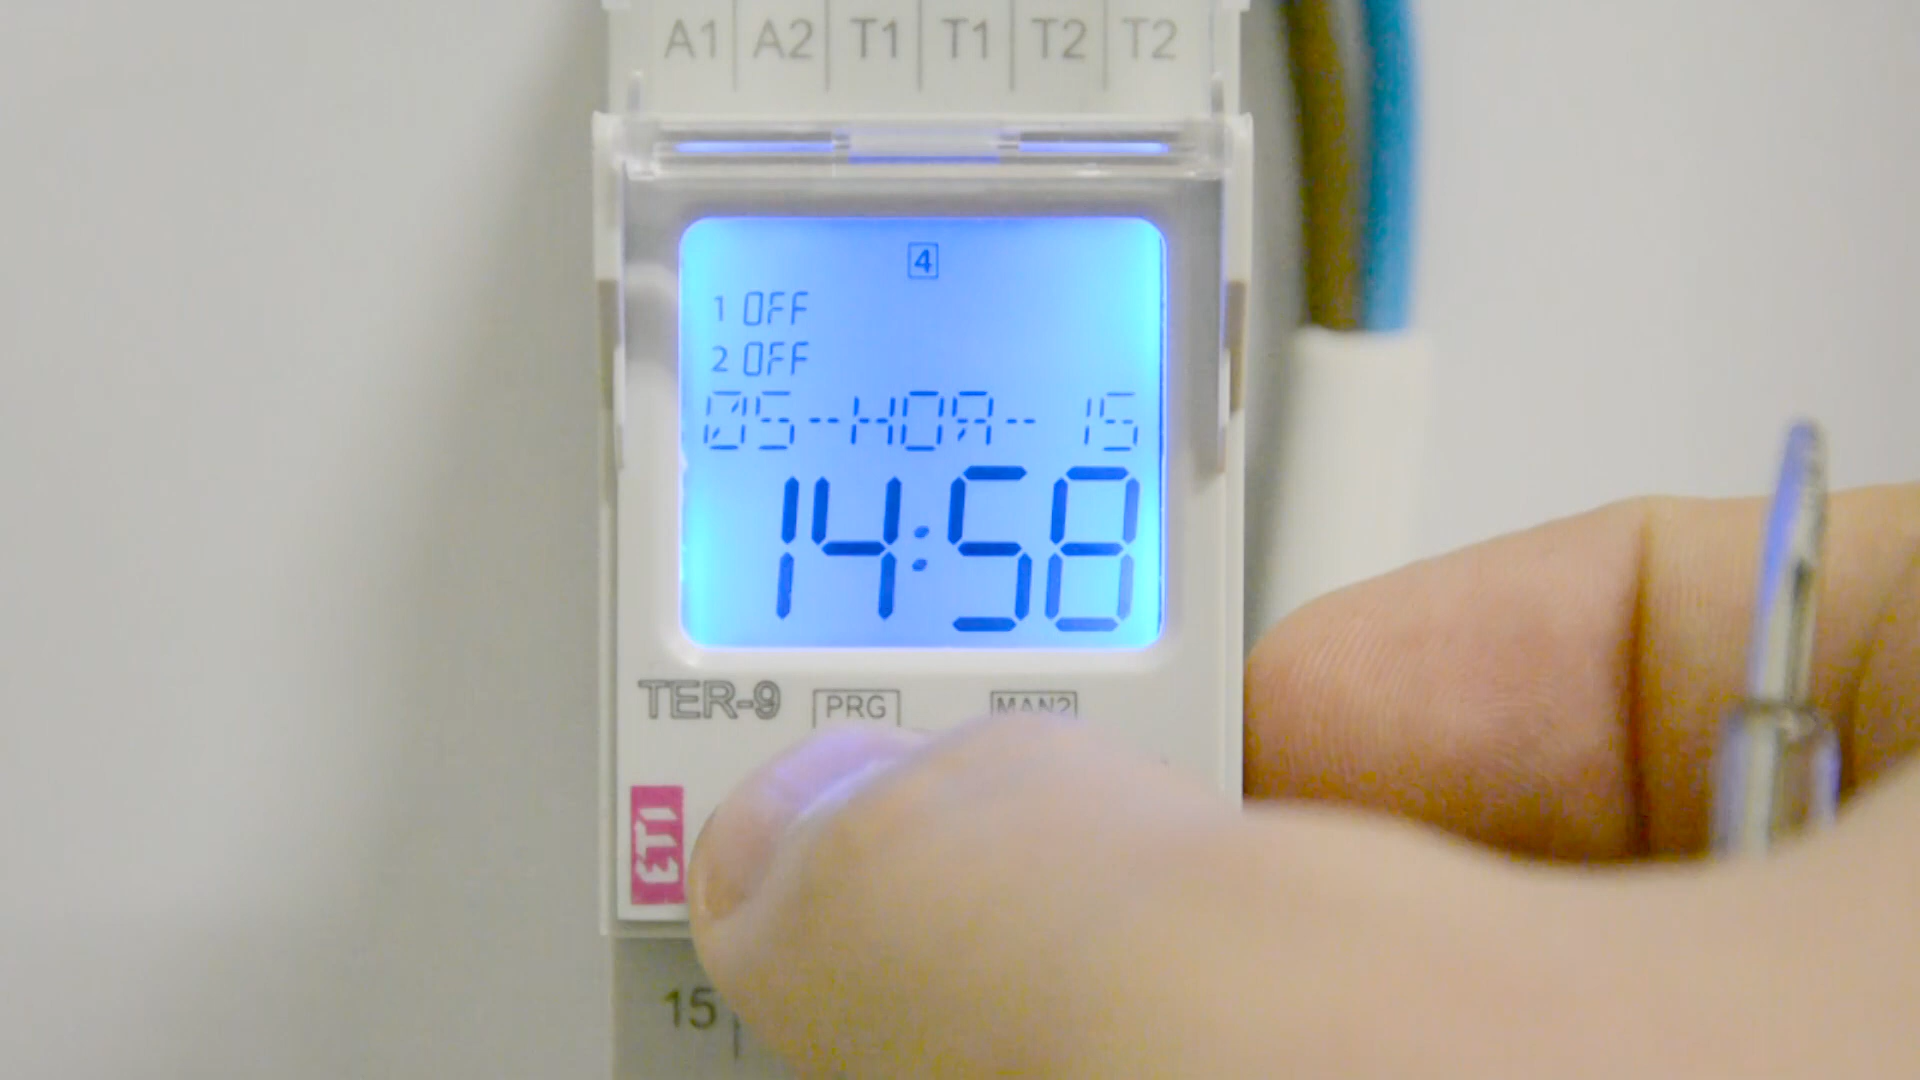 A1 A2 T1 T1 T2 T2
4
1 OFF
2 OFF
05--НОЯ-- 15
14:58
TER-9 PRG MAN2
ETI
15